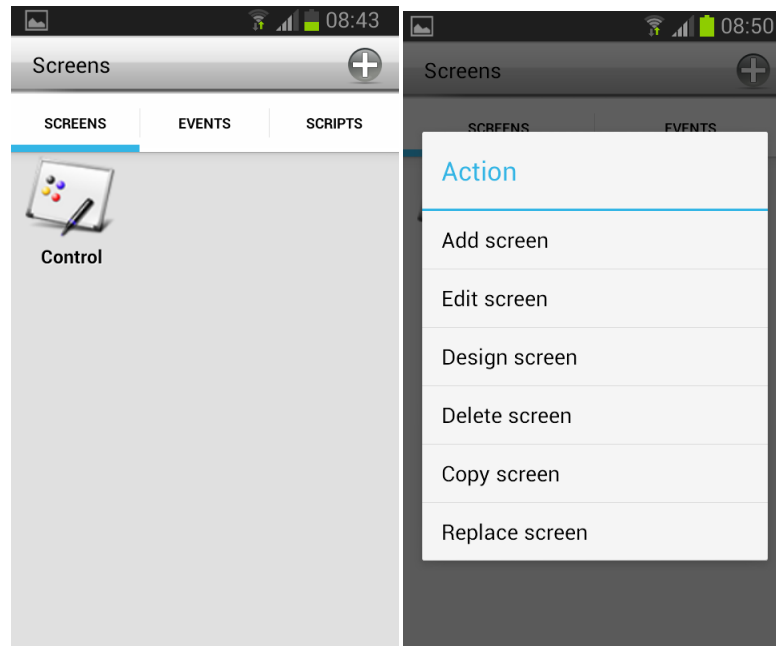 08:43
Screens
SCREENS EVENTS SCRIPTS
Control
08:50
Screens
SCREENS EVENTS
Action
Add screen
Edit screen
Design screen
Delete screen
Copy screen
Replace screen